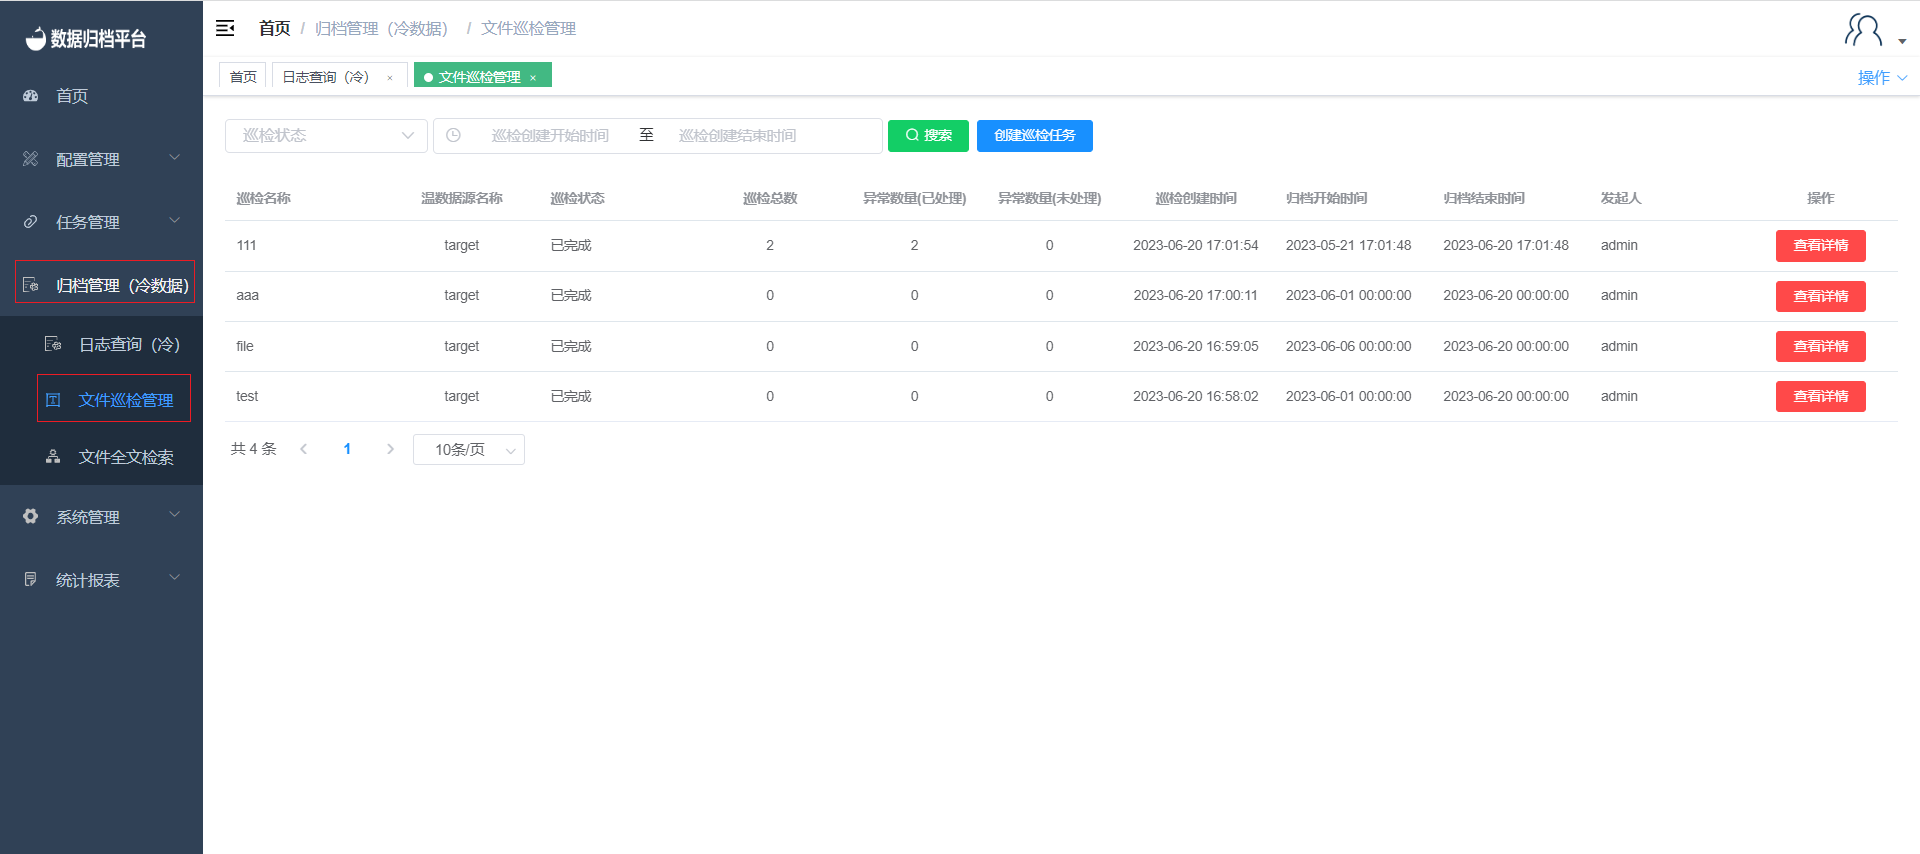 数据归档平台
首页
配置管理
任务管理
归档管理（冷数据）
日志查询（冷）
文件巡检管理
文件全文检索
系统管理
统计报表
首页 / 归档管理（冷数据） / 文件巡检管理
首页 日志查询（冷） × 文件巡检管理 × 操作
巡检状态 巡检创建开始时间 至 巡检创建结束时间 搜索 创建巡检任务
巡检名称 温数据源名称 巡检状态 巡检总数 异常数量(已处理) 异常数量(未处理) 巡检创建时间 归档开始时间 归档结束时间 发起人 操作
111 target 已完成 2 2 0 2023-06-20 17:01:54 2023-05-21 17:01:48 2023-06-20 17:01:48 admin 查看详情
aaa target 已完成 0 0 0 2023-06-20 17:00:11 2023-06-01 00:00:00 2023-06-20 00:00:00 admin 查看详情
file target 已完成 0 0 0 2023-06-20 16:59:05 2023-06-06 00:00:00 2023-06-20 00:00:00 admin 查看详情
test target 已完成 0 0 0 2023-06-20 16:58:02 2023-06-01 00:00:00 2023-06-20 00:00:00 admin 查看详情
共 4 条 1 10条/页